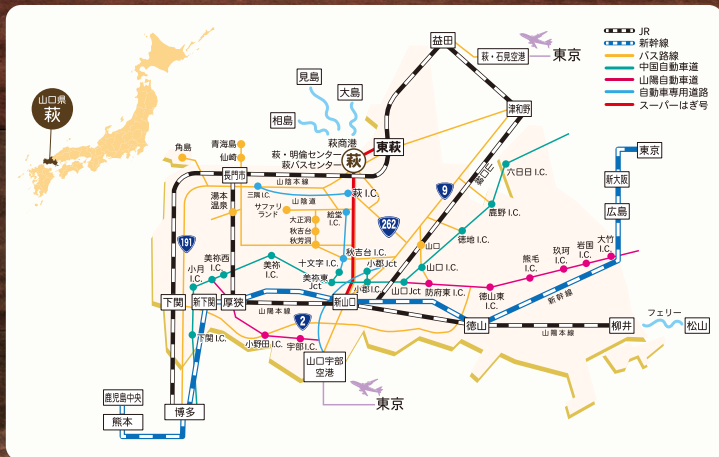 JR
新幹線
バス路線
中国自動車道
山陽自動車道
自動車専用道路
スーパーはぎ号
山口県
萩
益田
萩・石見空港
東京
見島
大島
相島
津和野
萩商港
東萩
萩・明倫センター
萩バスセンター
萩
角島
青海島
仙崎
長門市
山陰本線
三隅I.C.
山陰道
萩I.C.
湯本
温泉
サファリ
ランド
大正洞
秋吉台
秋芳洞
絵堂
I.C.
262
9
191
2
山口線
六日目I.C.
鹿野I.C.
徳地I.C.
山口
山口I.C.
秋吉台I.C.
十文字I.C.
小郡Jct
美祢東
Jct
小郡I.C.
山口Jct
防府東I.C.
美祢
I.C.
美祢西
I.C.
小月
I.C.
下関
新下関
厚狭
山陽本線
新山口
下関I.C.
小野田I.C.
宇部I.C.
山口宇部
空港
東京
徳山東
I.C.
熊毛
I.C.
玖珂
I.C.
岩国
I.C.
大竹
I.C.
東京
新大阪
広島
新幹線
徳山
山陽本線
柳井
フェリー
松山
鹿児島中央
熊本
博多